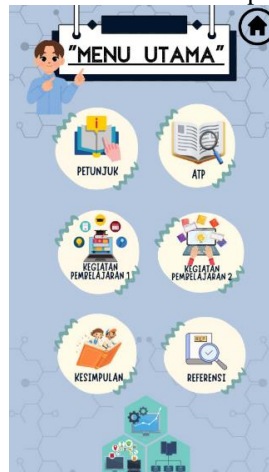 "MENU UTAMA"
PETUNJUK
ATP
KEGIATAN
PEMBELAJARAN 1
KEGIATAN
PEMBELAJARAN 2
KESIMPULAN
REFERENSI